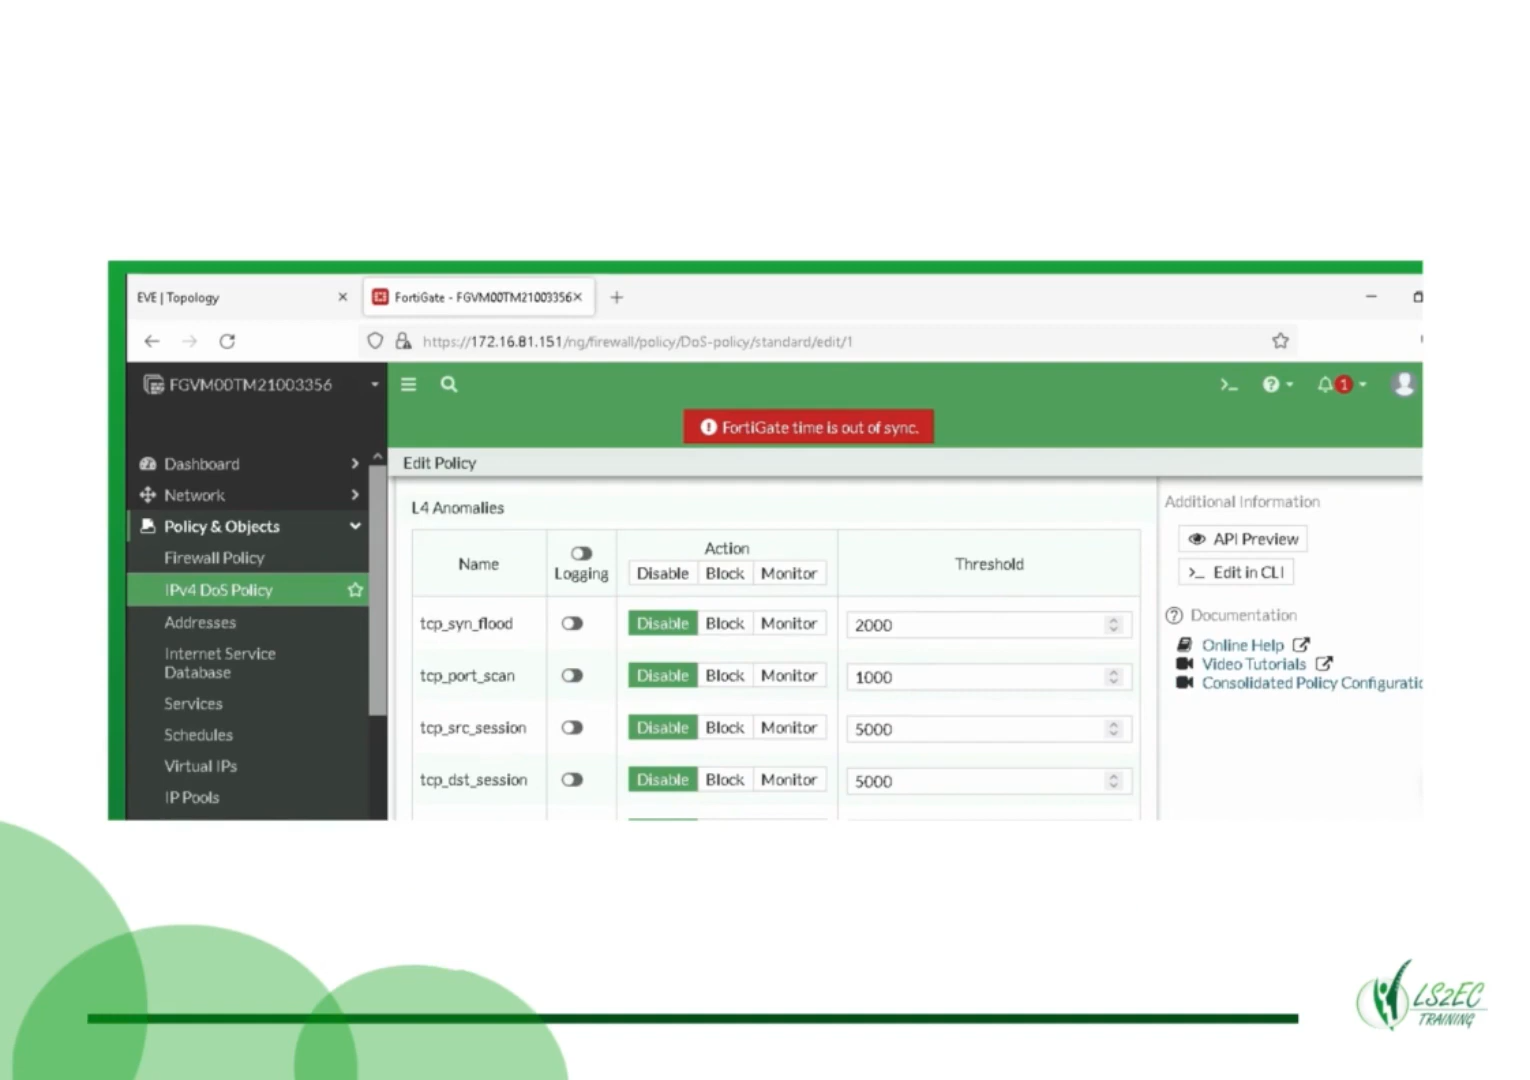 EVE | Topology
FortiGate - FGVM00TM21003356
https://172.16.81.151/ng/firewall/policy/DoS-policy/standard/edit/1
FGVM00TM21003356
1
FortiGate time is out of sync.
Dashboard
Network
Policy & Objects
Firewall Policy
IPv4 DoS Policy
Addresses
Internet Service
Database
Services
Schedules
Virtual IPs
IP Pools
Edit Policy
L4 Anomalies
Name
Logging
Action
Disable Block Monitor
Threshold
tcp_syn_flood Disable Block Monitor 2000
tcp_port_scan Disable Block Monitor 1000
tcp_src_session Disable Block Monitor 5000
tcp_dst_session Disable Block Monitor 5000
Additional Information
API Preview
>_ Edit in CLI
Documentation
Online Help
Video Tutorials
Consolidated Policy Configuratic
LS2EC
TRAINING